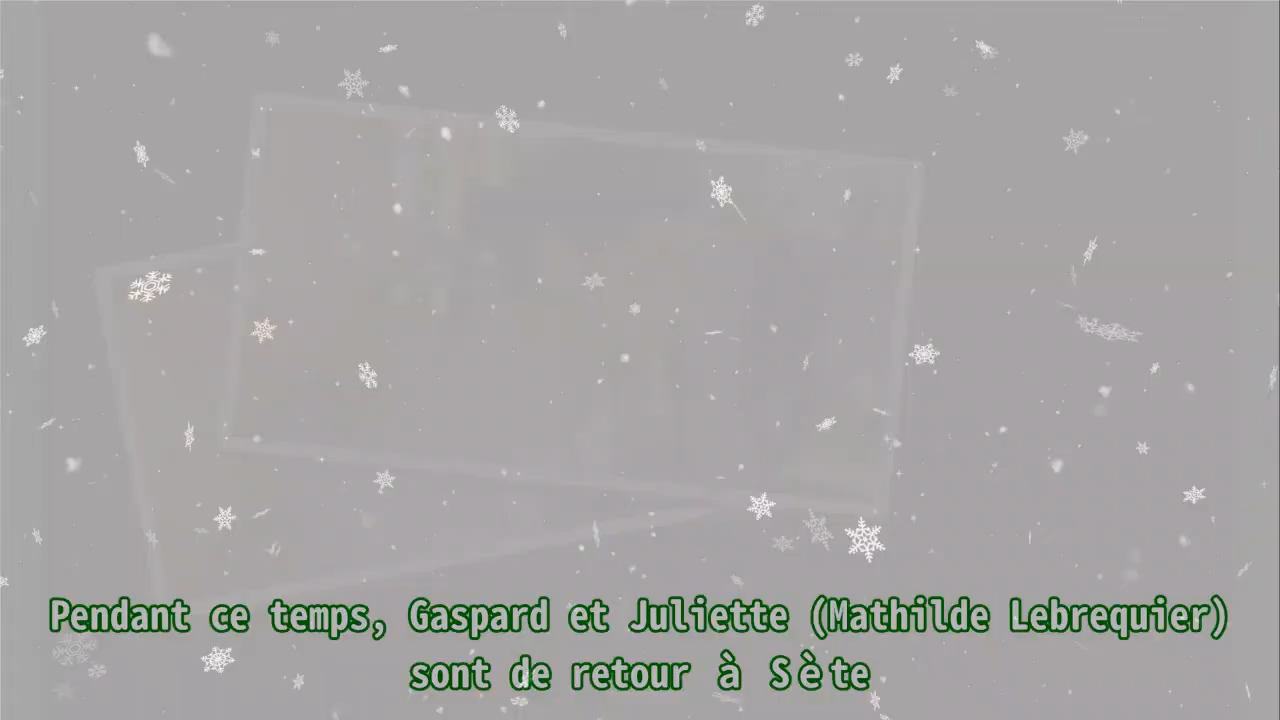 Pendant ce temps, Gaspard et Juliette (Mathilde Lebrequier)
sont de retour à Sète